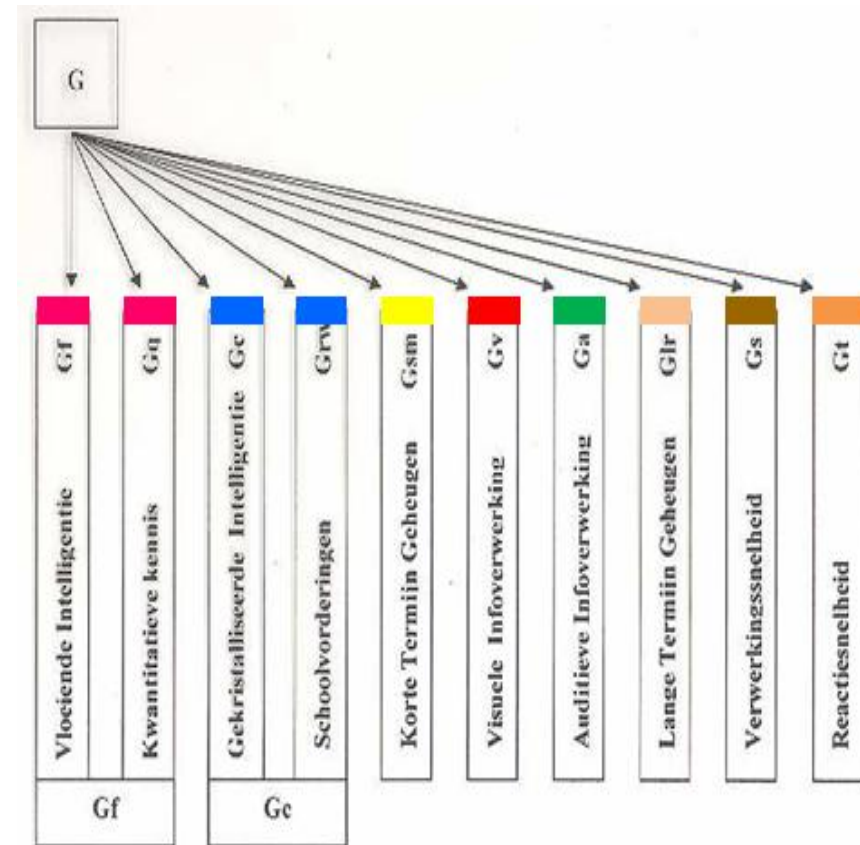 G
Gf
Vloeiende Intelligentie
Gq
Kwantitatieve kennis
Gc
Gekristalliseerde Intelligentie
Grw
Schoolvorderingen
Gsm
Korte Termijn Geheugen
Gv
Visuele Infoverwerking
Ga
Auditieve Infoverwerking
Glr
Lange Termijn Geheugen
Gs
Verwerkingssnelheid
Gt
Reactiesnelheid
Gf
Gc